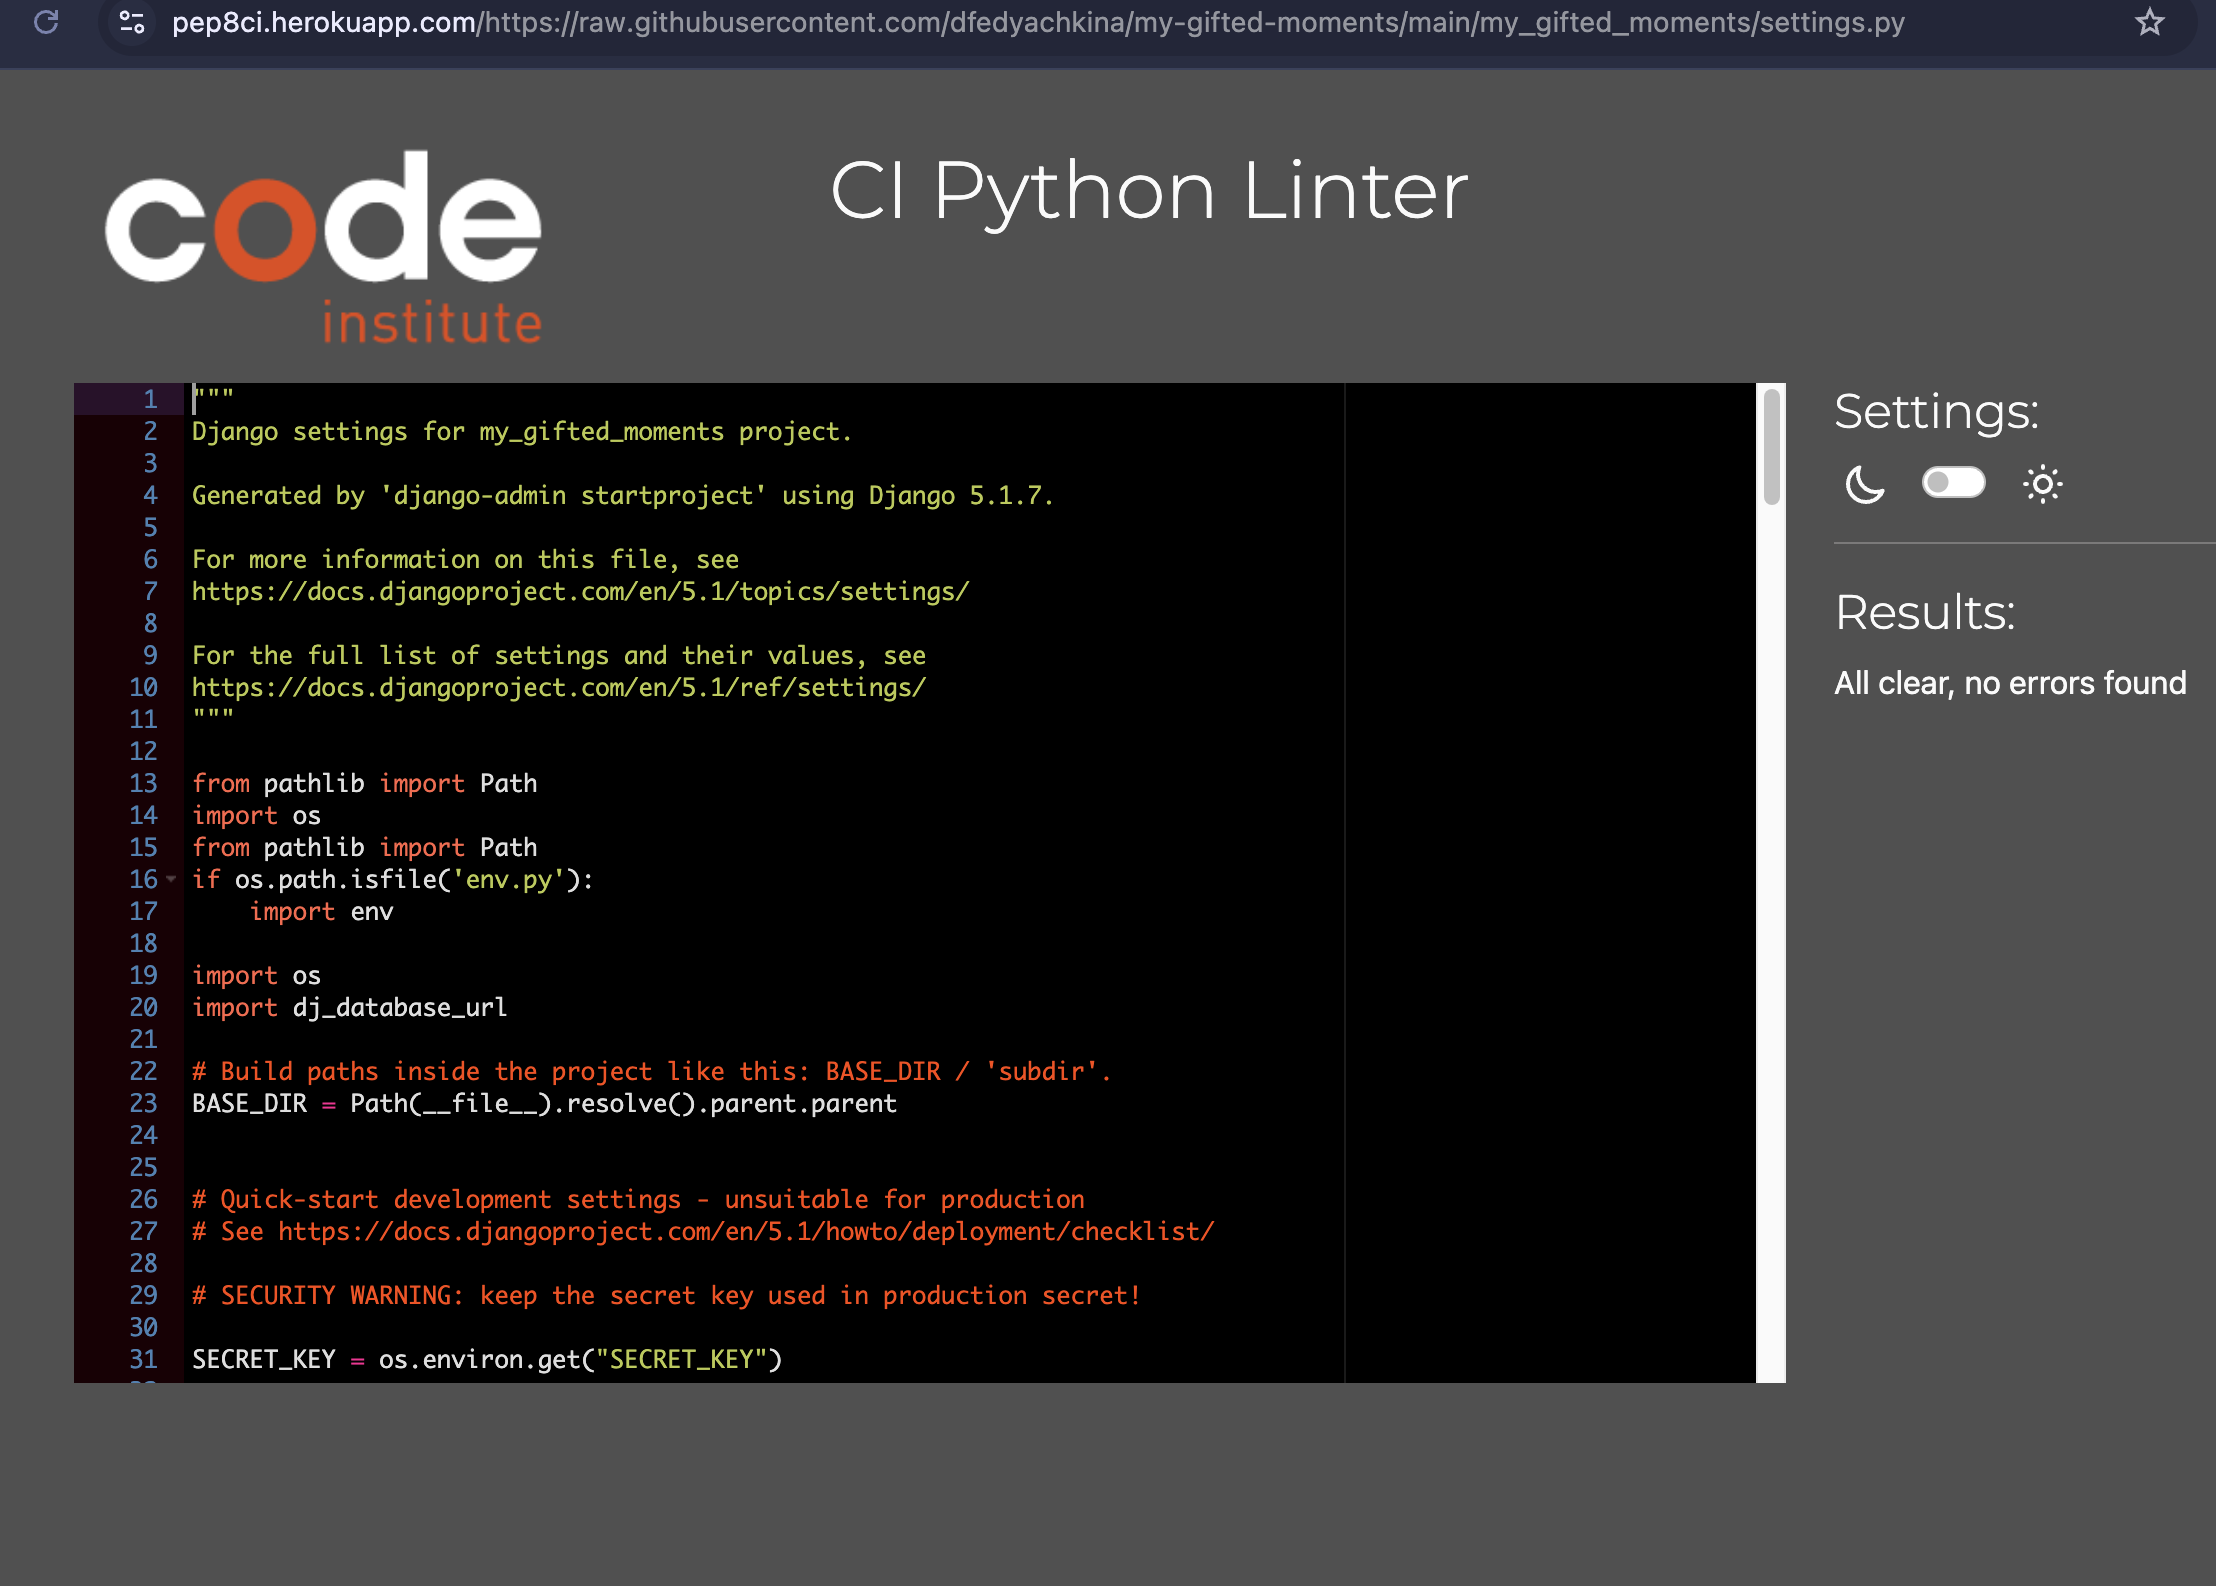 pep8ci.herokuapp.com/https://raw.githubusercontent.com/dfedyachkina/my-gifted-moments/main/my_gifted_moments/settings.py
code
institute
CI Python Linter
1 """
2 Django settings for my_gifted_moments project.
3
4 Generated by 'django-admin startproject' using Django 5.1.7.
5
6 For more information on this file, see
7 https://docs.djangoproject.com/en/5.1/topics/settings/
8
9 For the full list of settings and their values, see
10 https://docs.djangoproject.com/en/5.1/ref/settings/
11 """
12
13 from pathlib import Path
14 import os
15 from pathlib import Path
16 if os.path.isfile('env.py'):
17     import env
18
19 import os
20 import dj_database_url
21
22 # Build paths inside the project like this: BASE_DIR / 'subdir'.
23 BASE_DIR = Path(__file__).resolve().parent.parent
24
25
26 # Quick-start development settings - unsuitable for production
27 # See https://docs.djangoproject.com/en/5.1/howto/deployment/checklist/
28
29 # SECURITY WARNING: keep the secret key used in production secret!
30
31 SECRET_KEY = os.environ.get("SECRET_KEY")
Settings:
Results:
All clear, no errors found